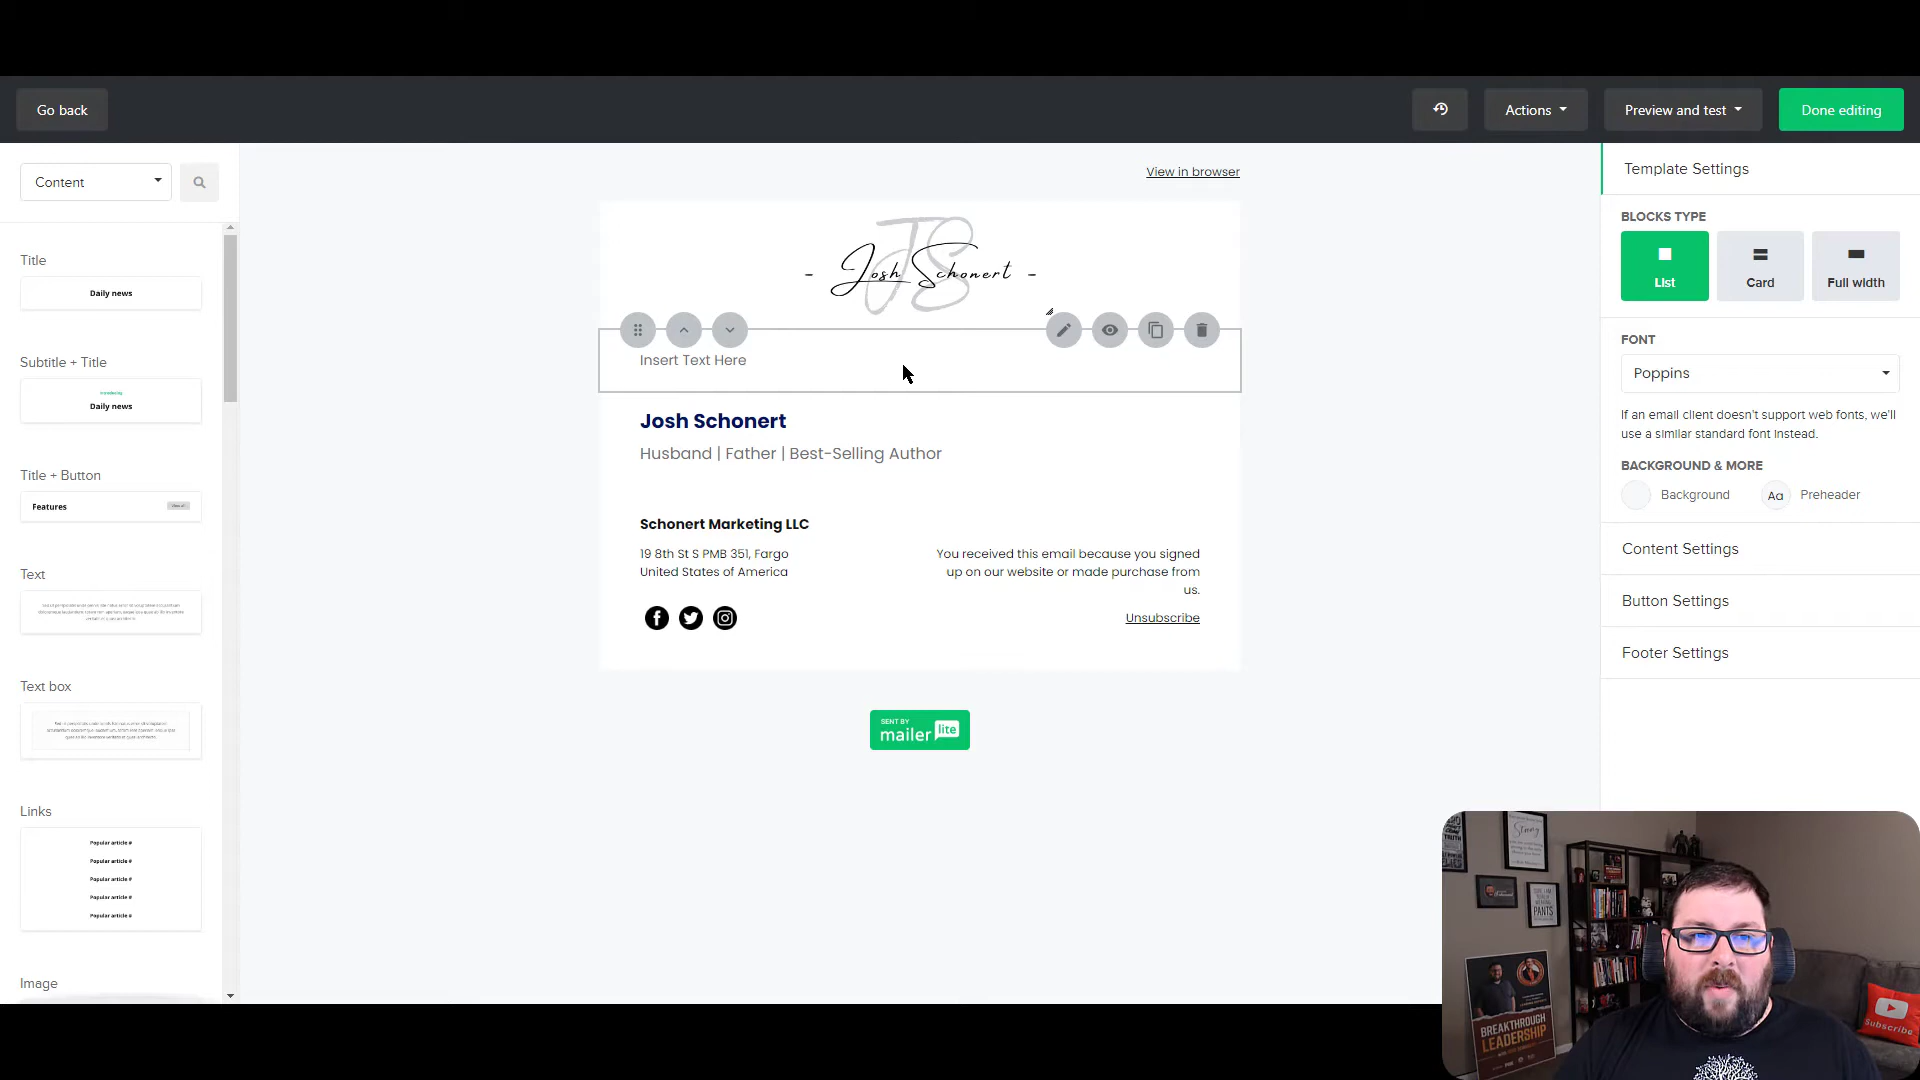 Go back
Actions
Preview and test
Done editing
Content
Title
Daily news
Subtitle + Title
Daily news
Title + Button
Features
Text
Text box
Links
Popular article #
Popular article #
Popular article #
Popular article #
Popular article #
Image
View in browser
JS
- Josh Schonert -
Insert Text Here
Josh Schonert
Husband | Father | Best-Selling Author
Schonert Marketing LLC
19 8th St S PMB 351, Fargo
United States of America
You received this email because you signed
up on our website or made purchase from
us.
Unsubscribe
SENT BY
mailer lite
Template Settings
BLOCKS TYPE
List
Card
Full width
FONT
Poppins
If an email client doesn't support web fonts, we'll
use a similar standard font instead.
BACKGROUND & MORE
Background
Aa
Preheader
Content Settings
Button Settings
Footer Settings
Strong
PANTS
BREAKTHROUGH
LEADERSHIP
Subscribe